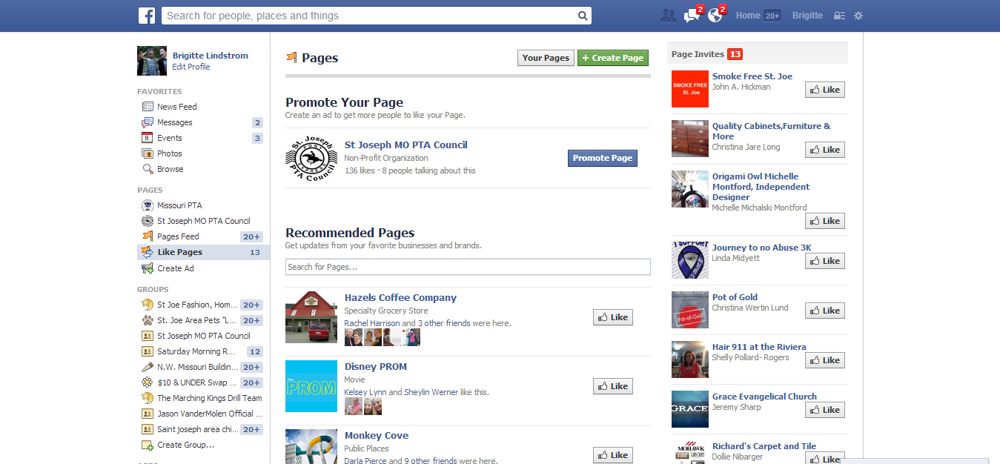 Search for people, places and things
2
2
Home 20+
Brigitte
Brigitte Lindstrom
Edit Profile
FAVORITES
News Feed
Messages 2
8
Events 3
Photos
Browse
PAGES
Missouri PTA
St Joseph MO PTA Council
Pages Feed 20+
Like Pages 13
Create Ad
GROUPS
St Joe Fashion, Hom... 20+
St. Joe Area Pets "L... 20+
St Joseph MO PTA Council
Saturday Morning R... 12
N.W. Missouri Buildin... 20+
$10 & UNDER Swap ... 20+
The Marching Kings Drill Team
Jason VanderMolen Official ...
Saint joseph area chi... 20+
Create Group...
Pages
Your Pages
+ Create Page
Promote Your Page
Create an ad to get more people to like your Page.
St. Joseph
PONY
EXPRESS
PTA Council
St Joseph MO PTA Council
Non-Profit Organization
136 likes · 8 people talking about this
Promote Page
Recommended Pages
Get updates from your favorite businesses and brands.
Search for Pages...
Hazels Coffee Company
Specialty Grocery Store
Rachel Harrison and 3 other friends were here.
Like
Disney
PROM
Disney PROM
Movie
Kelsey Lynn and Sheylin Werner like this.
Like
Monkey Cove
Public Places
Darla Pierce and 9 other friends were here.
Like
Page Invites 13
SMOKE FREE
St. Joe
Smoke Free St. Joe
John A. Hickman
Like
Quality Cabinets,Furniture &
More
Christina Jare Long
Like
Origami Owl Michelle
Montford, Independent
Designer
Michelle Michalski Montford
Like
I SUPPORT
Journey to no Abuse 3K
Linda Midyett
Like
Pot-of-Gold
Pot of Gold
Christina Wertin Lund
Like
Hair 911 at the Riviera
Shelly Pollard- Rogers
Like
GRACE
EVANGELICAL CHURCH
Grace Evangelical Church
Jeremy Sharp
Like
MOHAWK
Richard's Carpet and Tile
Dollie Nibarger
Like